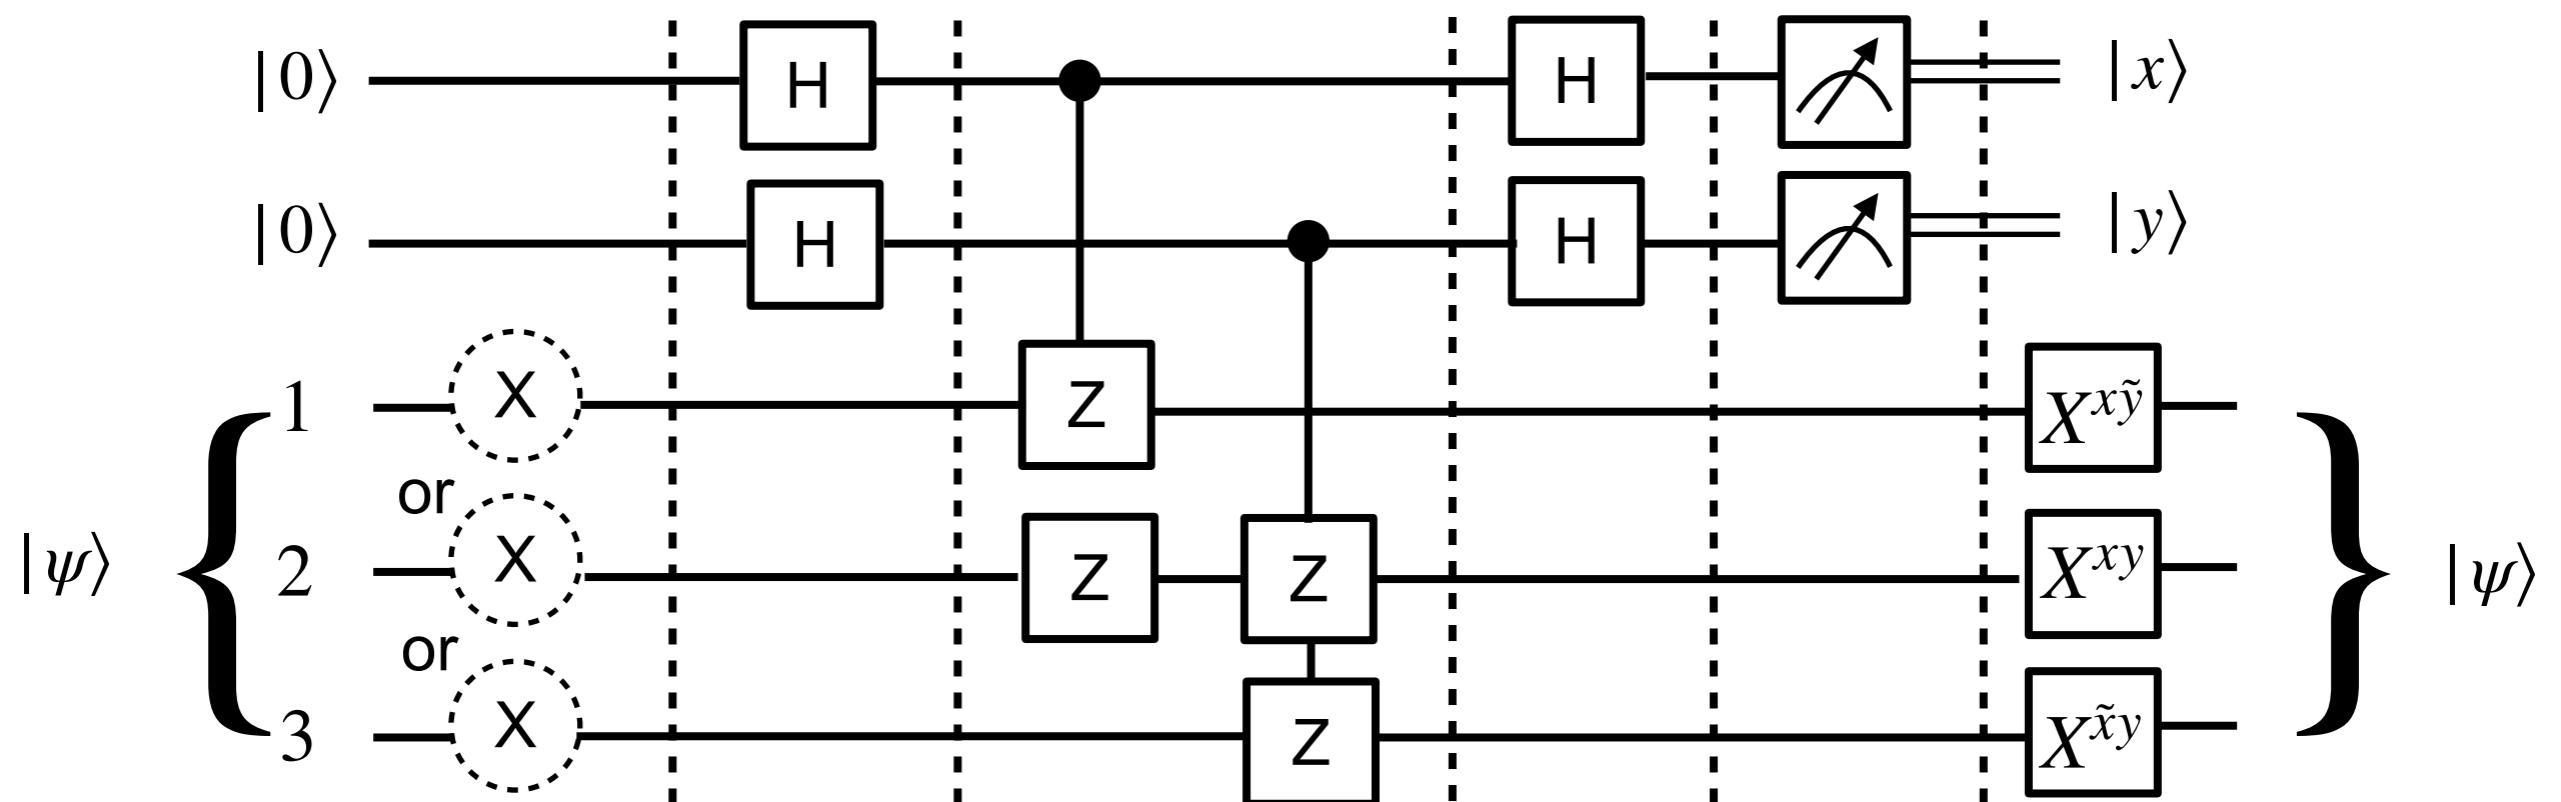 |0⟩ H H |x⟩
|0⟩ H H |y⟩
1 X Z X^{xỹ}
or
|ψ⟩ { 2 X Z Z X^{xy} } |ψ⟩
or
3 X Z X^{x̃y}